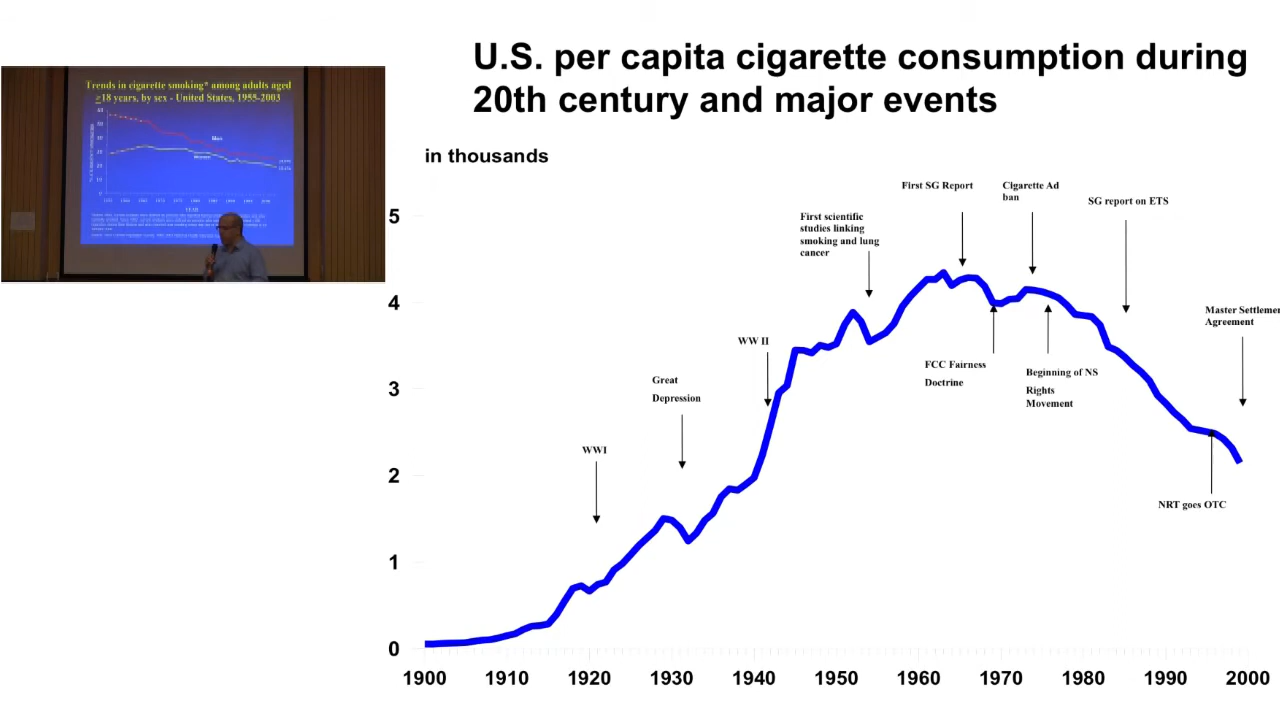 U.S. per capita cigarette consumption during
20th century and major events
in thousands
Trends in cigarette smoking* among adults aged
≥18 years, by sex - United States, 1955-2003
Men
Women
YEAR
First SG Report
Cigarette Ad
ban
SG report on ETS
First scientific
studies linking
smoking and lung
cancer
Master Settlemen
Agreement
WW II
FCC Fairness
Doctrine
Beginning of NS
Rights
Movement
Great
Depression
WWI
NRT goes OTC
5
4
3
2
1
0
1900 1910 1920 1930 1940 1950 1960 1970 1980 1990 2000